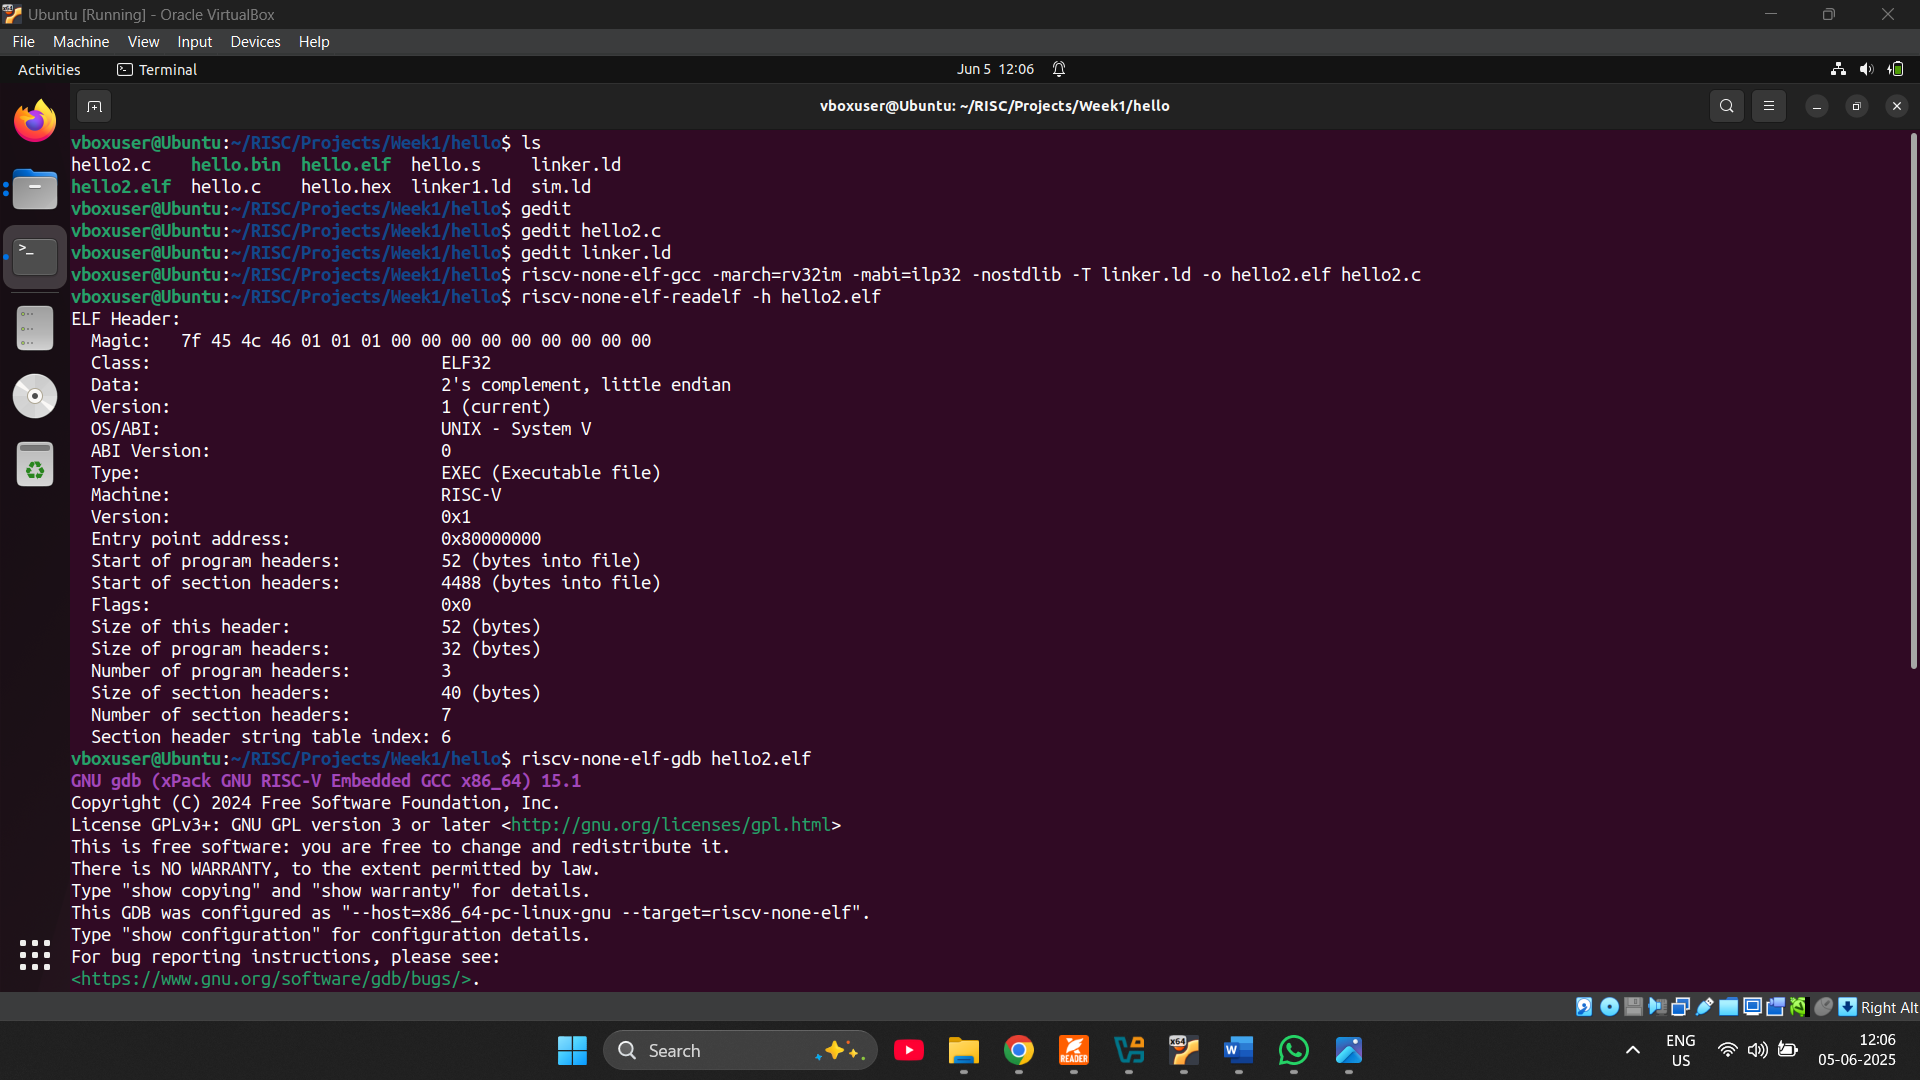 Ubuntu [Running] - Oracle VirtualBox
File Machine View Input Devices Help
Activities Terminal Jun 5 12:06
vboxuser@Ubuntu: ~/RISC/Projects/Week1/hello
vboxuser@Ubuntu:~/RISC/Projects/Week1/hello$ ls
hello2.c hello.bin hello.elf hello.s linker.ld
hello2.elf hello.c hello.hex linker1.ld sim.ld
vboxuser@Ubuntu:~/RISC/Projects/Week1/hello$ gedit
vboxuser@Ubuntu:~/RISC/Projects/Week1/hello$ gedit hello2.c
vboxuser@Ubuntu:~/RISC/Projects/Week1/hello$ gedit linker.ld
vboxuser@Ubuntu:~/RISC/Projects/Week1/hello$ riscv-none-elf-gcc -march=rv32im -mabi=ilp32 -nostdlib -T linker.ld -o hello2.elf hello2.c
vboxuser@Ubuntu:~/RISC/Projects/Week1/hello$ riscv-none-elf-readelf -h hello2.elf
ELF Header:
Magic: 7f 45 4c 46 01 01 01 00 00 00 00 00 00 00 00 00
Class: ELF32
Data: 2's complement, little endian
Version: 1 (current)
OS/ABI: UNIX - System V
ABI Version: 0
Type: EXEC (Executable file)
Machine: RISC-V
Version: 0x1
Entry point address: 0x80000000
Start of program headers: 52 (bytes into file)
Start of section headers: 4488 (bytes into file)
Flags: 0x0
Size of this header: 52 (bytes)
Size of program headers: 32 (bytes)
Number of program headers: 3
Size of section headers: 40 (bytes)
Number of section headers: 7
Section header string table index: 6
vboxuser@Ubuntu:~/RISC/Projects/Week1/hello$ riscv-none-elf-gdb hello2.elf
GNU gdb (xPack GNU RISC-V Embedded GCC x86_64) 15.1
Copyright (C) 2024 Free Software Foundation, Inc.
License GPLv3+: GNU GPL version 3 or later <http://gnu.org/licenses/gpl.html>
This is free software: you are free to change and redistribute it.
There is NO WARRANTY, to the extent permitted by law.
Type "show copying" and "show warranty" for details.
This GDB was configured as "--host=x86_64-pc-linux-gnu --target=riscv-none-elf".
Type "show configuration" for configuration details.
For bug reporting instructions, please see:
<https://www.gnu.org/software/gdb/bugs/>.
Right Alt
Search
READER
x64
W
ENG
US
12:06
05-06-2025